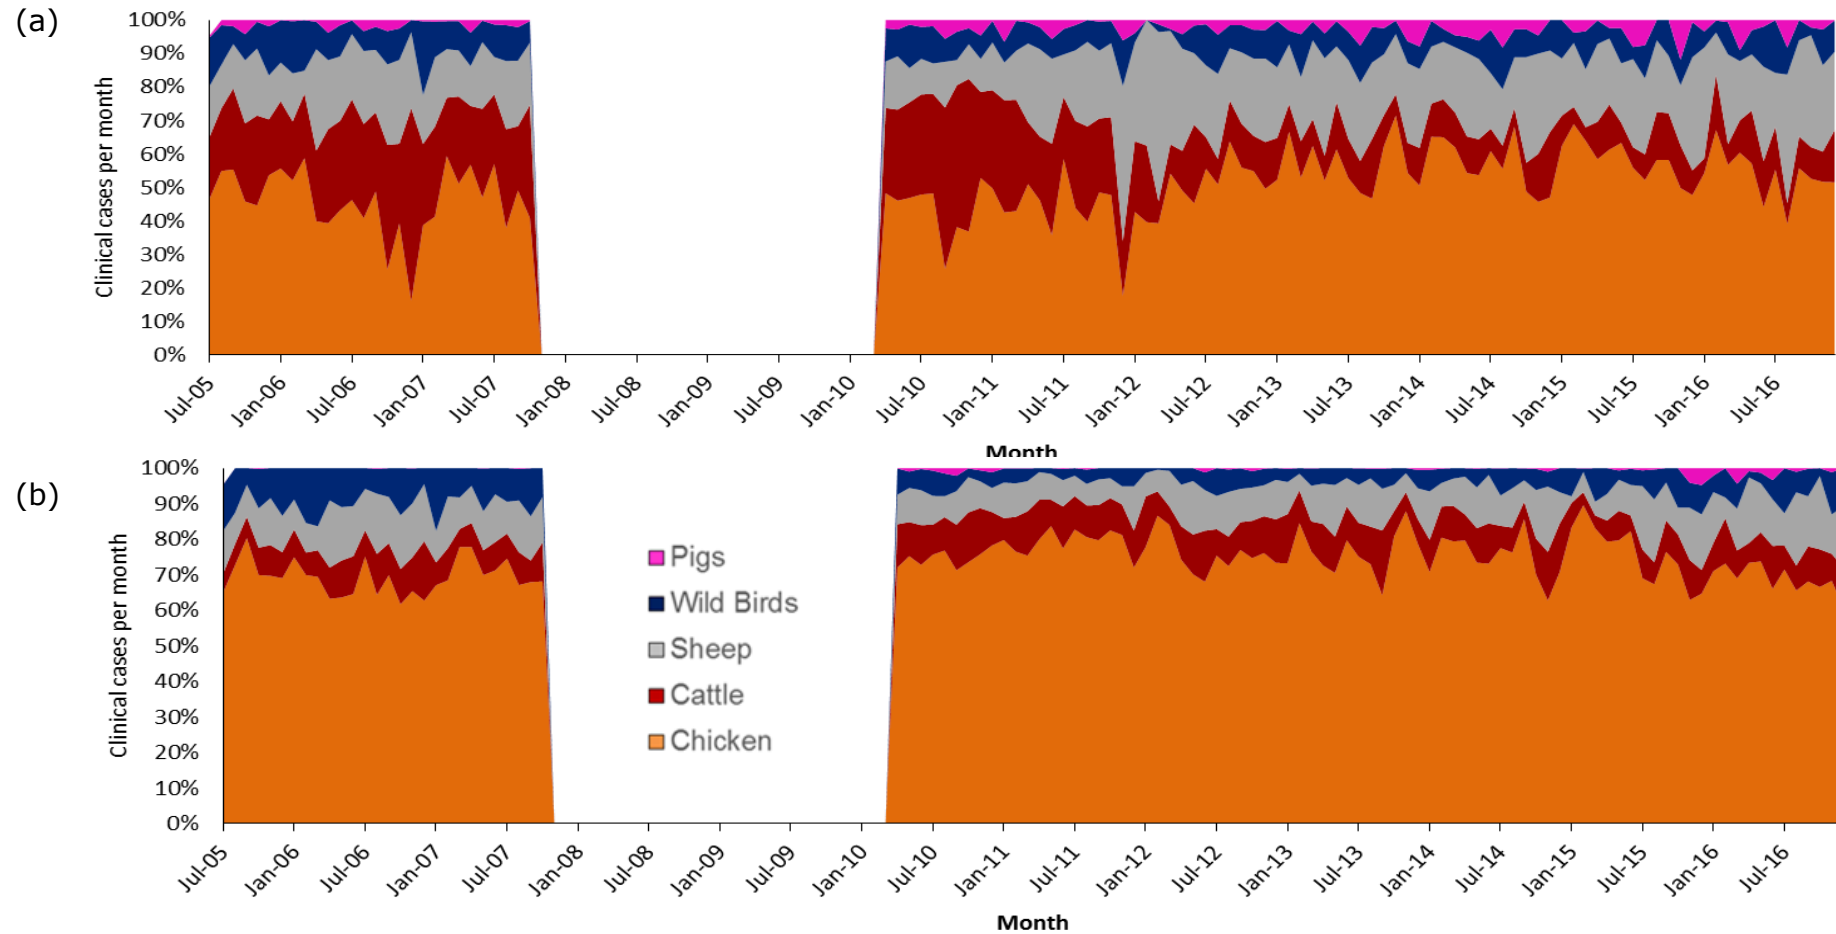 (a)
Clinical cases per month
100%
90%
80%
70%
60%
50%
40%
30%
20%
10%
0%
Jul-05
Jan-06
Jul-06
Jan-07
Jul-07
Jan-08
Jul-08
Jan-09
Jul-09
Jan-10
Jul-10
Jan-11
Jul-11
Jan-12
Jul-12
Jan-13
Jul-13
Jan-14
Jul-14
Jan-15
Jul-15
Jan-16
Jul-16
Month
(b)
Clinical cases per month
100%
90%
80%
70%
60%
50%
40%
30%
20%
10%
0%
Pigs
Wild Birds
Sheep
Cattle
Chicken
Jul-05
Jan-06
Jul-06
Jan-07
Jul-07
Jan-08
Jul-08
Jan-09
Jul-09
Jan-10
Jul-10
Jan-11
Jul-11
Jan-12
Jul-12
Jan-13
Jul-13
Jan-14
Jul-14
Jan-15
Jul-15
Jan-16
Jul-16
Month